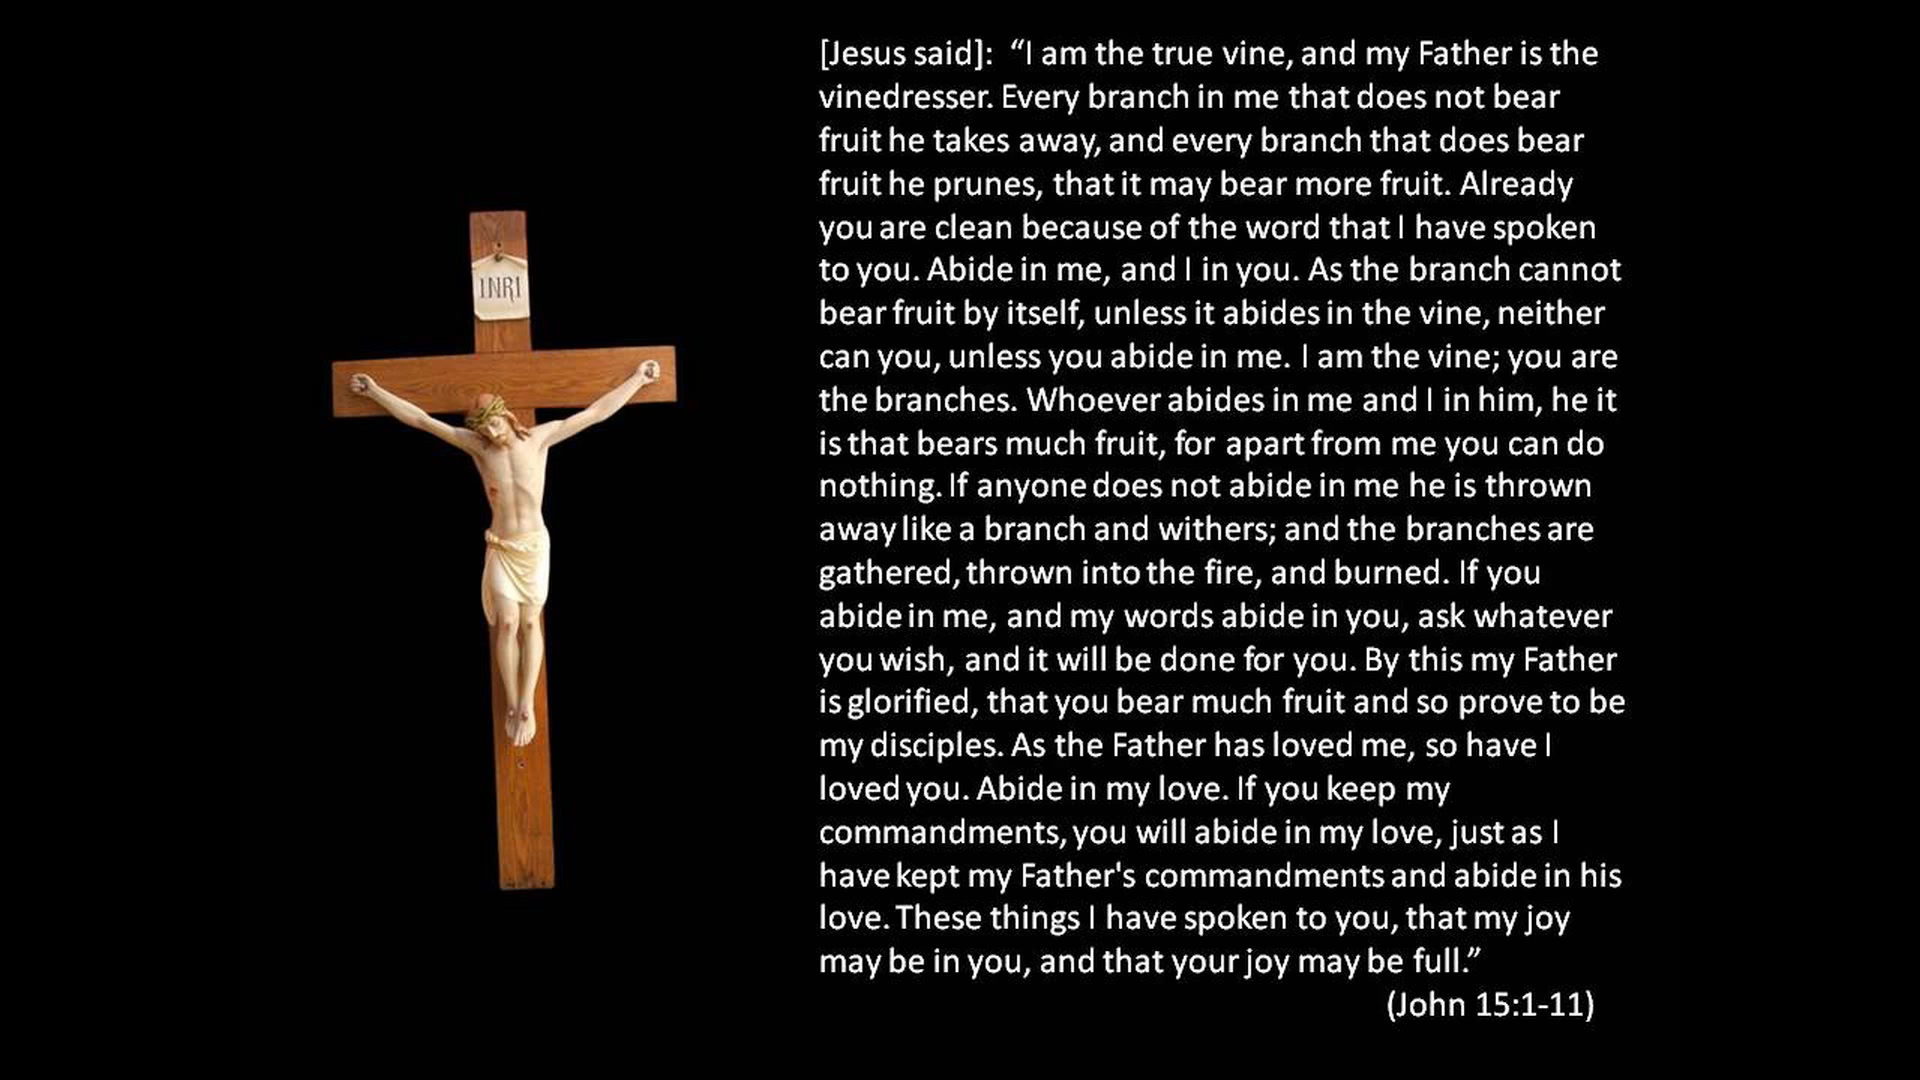 INRI
[Jesus said]:  “I am the true vine, and my Father is the
vinedresser. Every branch in me that does not bear
fruit he takes away, and every branch that does bear
fruit he prunes, that it may bear more fruit. Already
you are clean because of the word that I have spoken
to you. Abide in me, and I in you. As the branch cannot
bear fruit by itself, unless it abides in the vine, neither
can you, unless you abide in me. I am the vine; you are
the branches. Whoever abides in me and I in him, he it
is that bears much fruit, for apart from me you can do
nothing. If anyone does not abide in me he is thrown
away like a branch and withers; and the branches are
gathered, thrown into the fire, and burned. If you
abide in me, and my words abide in you, ask whatever
you wish, and it will be done for you. By this my Father
is glorified, that you bear much fruit and so prove to be
my disciples. As the Father has loved me, so have I
loved you. Abide in my love. If you keep my
commandments, you will abide in my love, just as I
have kept my Father's commandments and abide in his
love. These things I have spoken to you, that my joy
may be in you, and that your joy may be full.”
(John 15:1-11)